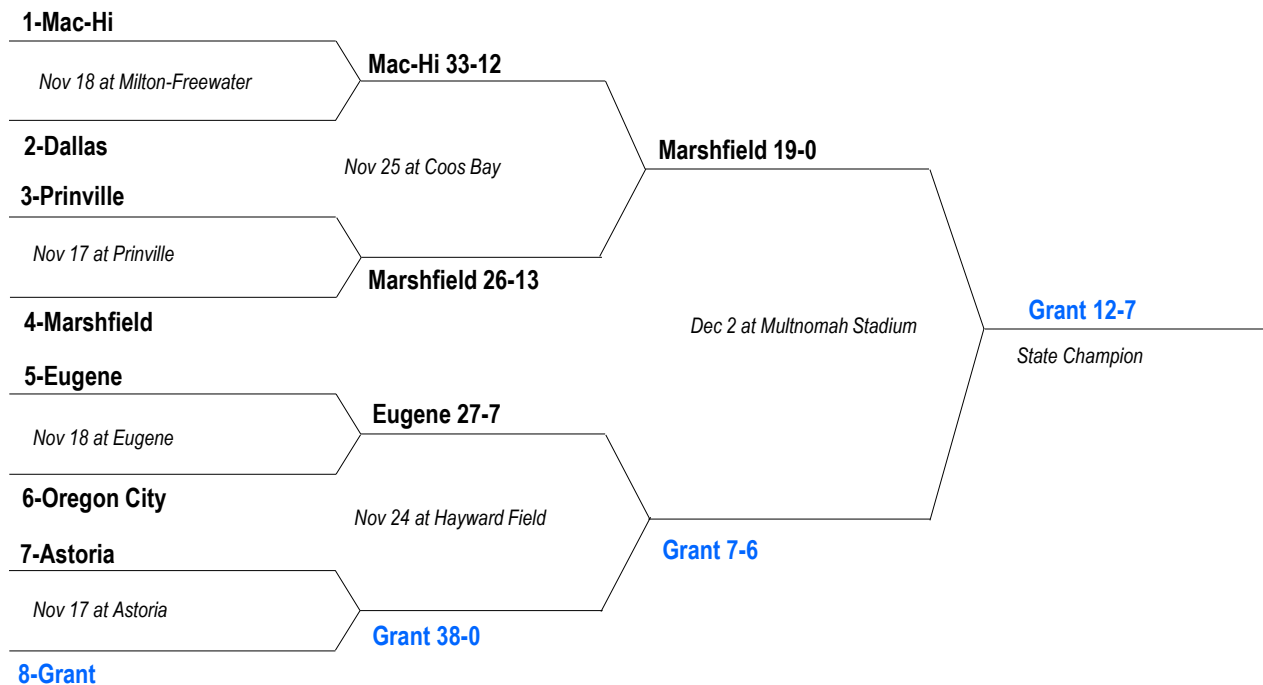 1-Mac-Hi
Nov 18 at Milton-Freewater
2-Dallas
Mac-Hi 33-12
Nov 25 at Coos Bay
3-Prinville
Nov 17 at Prinville
4-Marshfield
Marshfield 26-13
Marshfield 19-0
Dec 2 at Multnomah Stadium
5-Eugene
Nov 18 at Eugene
6-Oregon City
Eugene 27-7
Nov 24 at Hayward Field
7-Astoria
Nov 17 at Astoria
8-Grant
Grant 38-0
Grant 7-6
Grant 12-7
State Champion